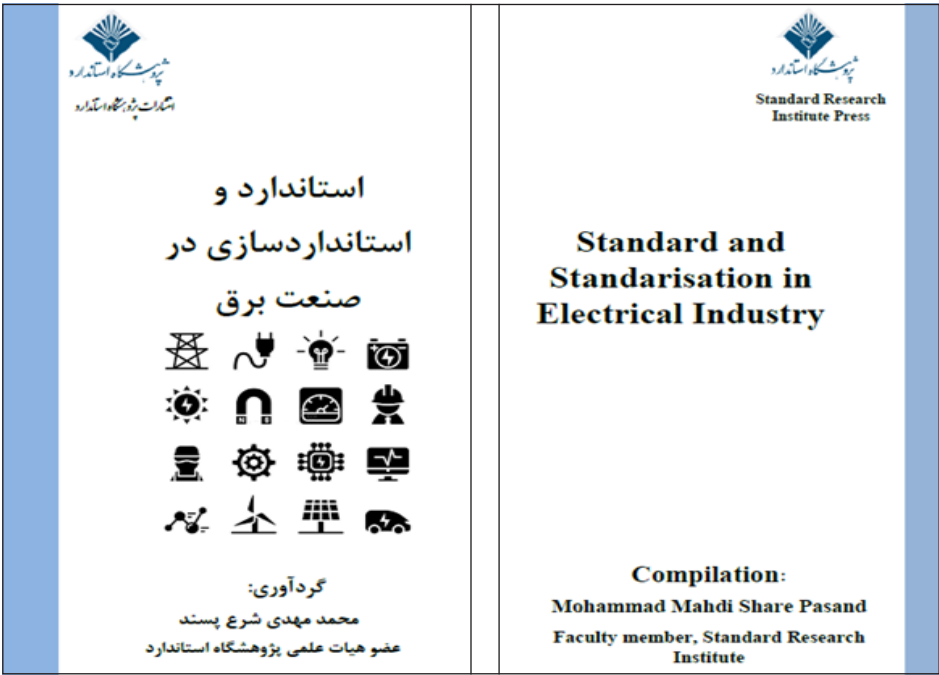 پژوهشگاه استاندارد
انتشارات پژوهشگاه استاندارد
استاندارد و
استانداردسازی در
صنعت برق
N S
گردآوری:
محمد مهدی شرع پسند
عضو هیات علمی پژوهشگاه استاندارد
پژوهشگاه استاندارد
Standard Research
Institute Press
Standard and
Standarisation in
Electrical Industry
Compilation:
Mohammad Mahdi Share Pasand
Faculty member, Standard Research
Institute